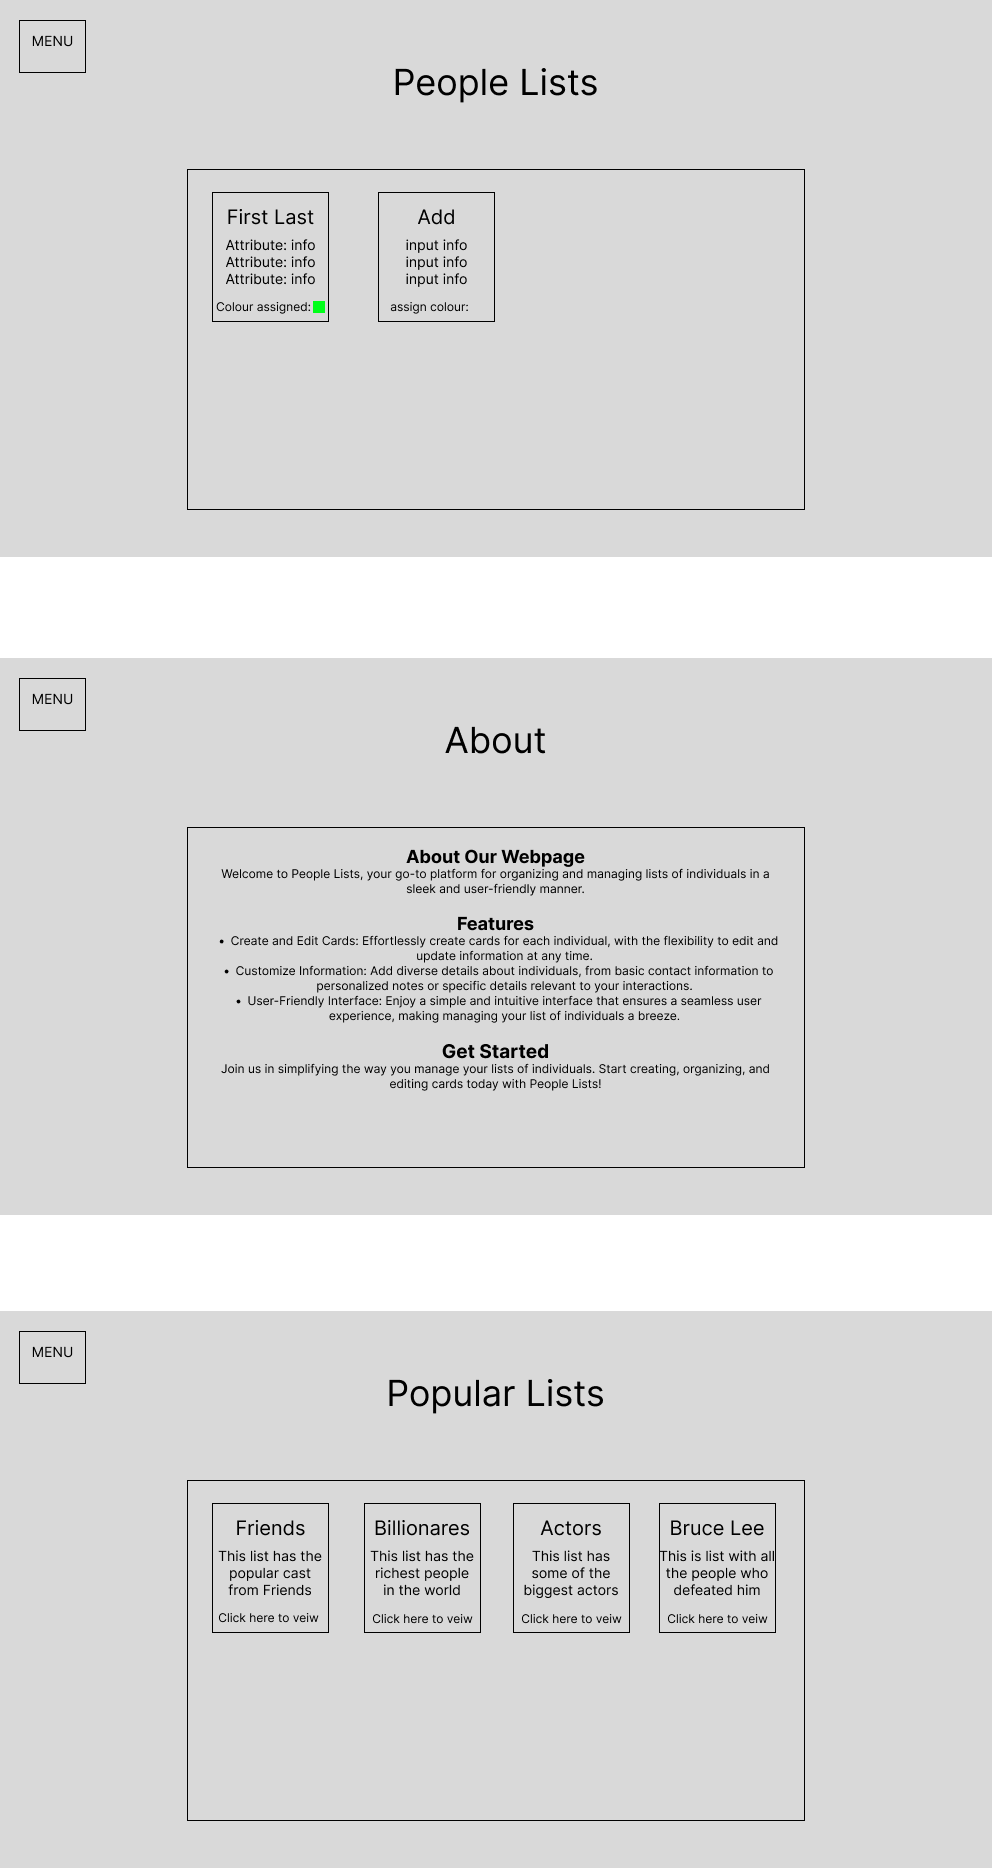 MENU
People Lists
First Last
Attribute: info
Attribute: info
Attribute: info
Colour assigned:
Add
input info
input info
input info
assign colour:
MENU
About
About Our Webpage
Welcome to People Lists, your go-to platform for organizing and managing lists of individuals in a
sleek and user-friendly manner.
Features
• Create and Edit Cards: Effortlessly create cards for each individual, with the flexibility to edit and
update information at any time.
• Customize Information: Add diverse details about individuals, from basic contact information to
personalized notes or specific details relevant to your interactions.
• User-Friendly Interface: Enjoy a simple and intuitive interface that ensures a seamless user
experience, making managing your list of individuals a breeze.
Get Started
Join us in simplifying the way you manage your lists of individuals. Start creating, organizing, and
editing cards today with People Lists!
MENU
Popular Lists
Friends
This list has the
popular cast
from Friends
Click here to veiw
Billionares
This list has the
richest people
in the world
Click here to veiw
Actors
This list has
some of the
biggest actors
Click here to veiw
Bruce Lee
This is list with all
the people who
defeated him
Click here to veiw